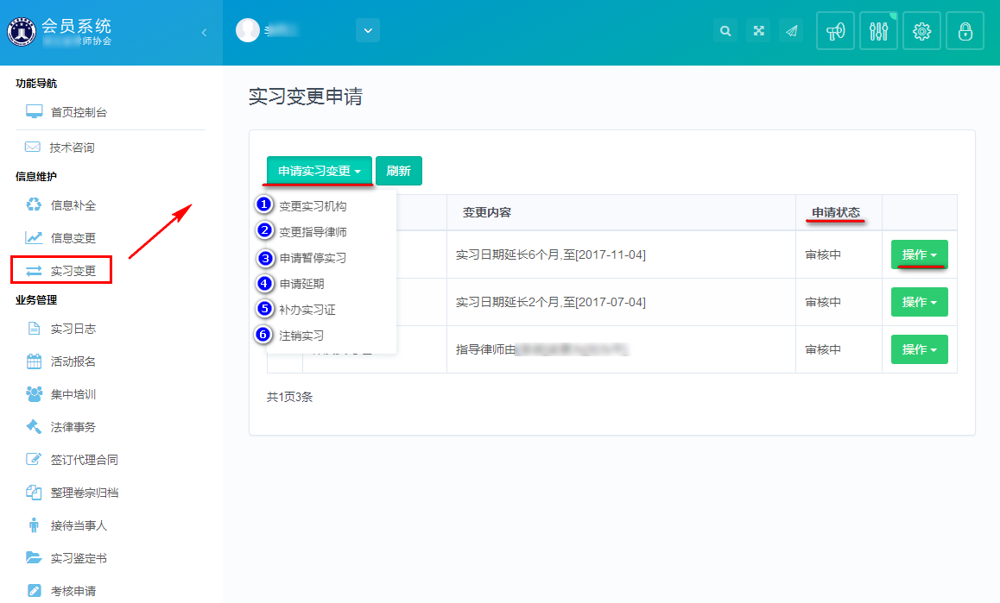 会员系统
师协会
功能导航
首页控制台
技术咨询
信息维护
信息补全
信息变更
实习变更
业务管理
实习日志
活动报名
集中培训
法律事务
签订代理合同
整理卷宗归档
接待当事人
实习鉴定书
考核申请
实习变更申请
申请实习变更 刷新
1 变更实习机构
2 变更指导律师
3 申请暂停实习
4 申请延期
5 补办实习证
6 注销实习
变更内容 申请状态
实习日期延长6个月,至[2017-11-04] 审核中 操作
实习日期延长2个月,至[2017-07-04] 审核中 操作
指导律师由 审核中 操作
共1页3条